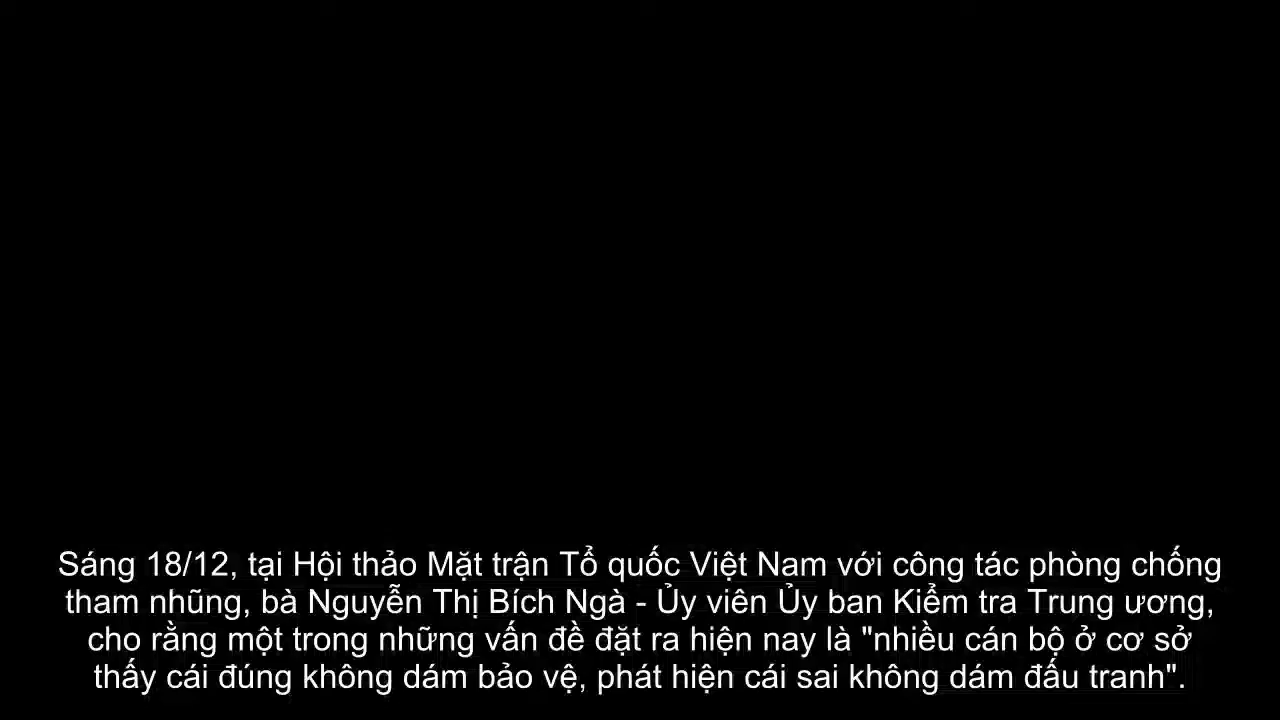 Sáng 18/12, tại Hội thảo Mặt trận Tổ quốc Việt Nam với công tác phòng chống
tham nhũng, bà Nguyễn Thị Bích Ngà - Ủy viên Ủy ban Kiểm tra Trung ương,
cho rằng một trong những vấn đề đặt ra hiện nay là "nhiều cán bộ ở cơ sở
thấy cái đúng không dám bảo vệ, phát hiện cái sai không dám đấu tranh".